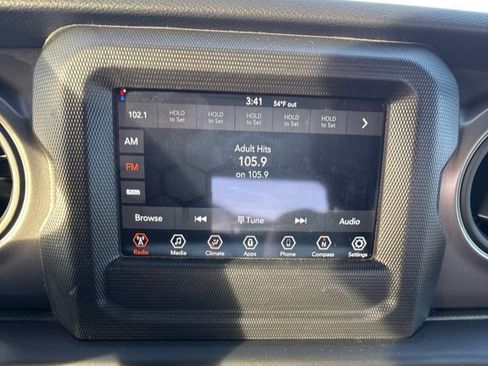 3:41 54°F out
102.1 HOLD to Set HOLD to Set HOLD to Set HOLD to Set HOLD to Set
AM
Adult Hits
105.9
FM
on 105.9
SXM
Browse Tune Audio
Radio Media Climate Apps Phone Compass Settings